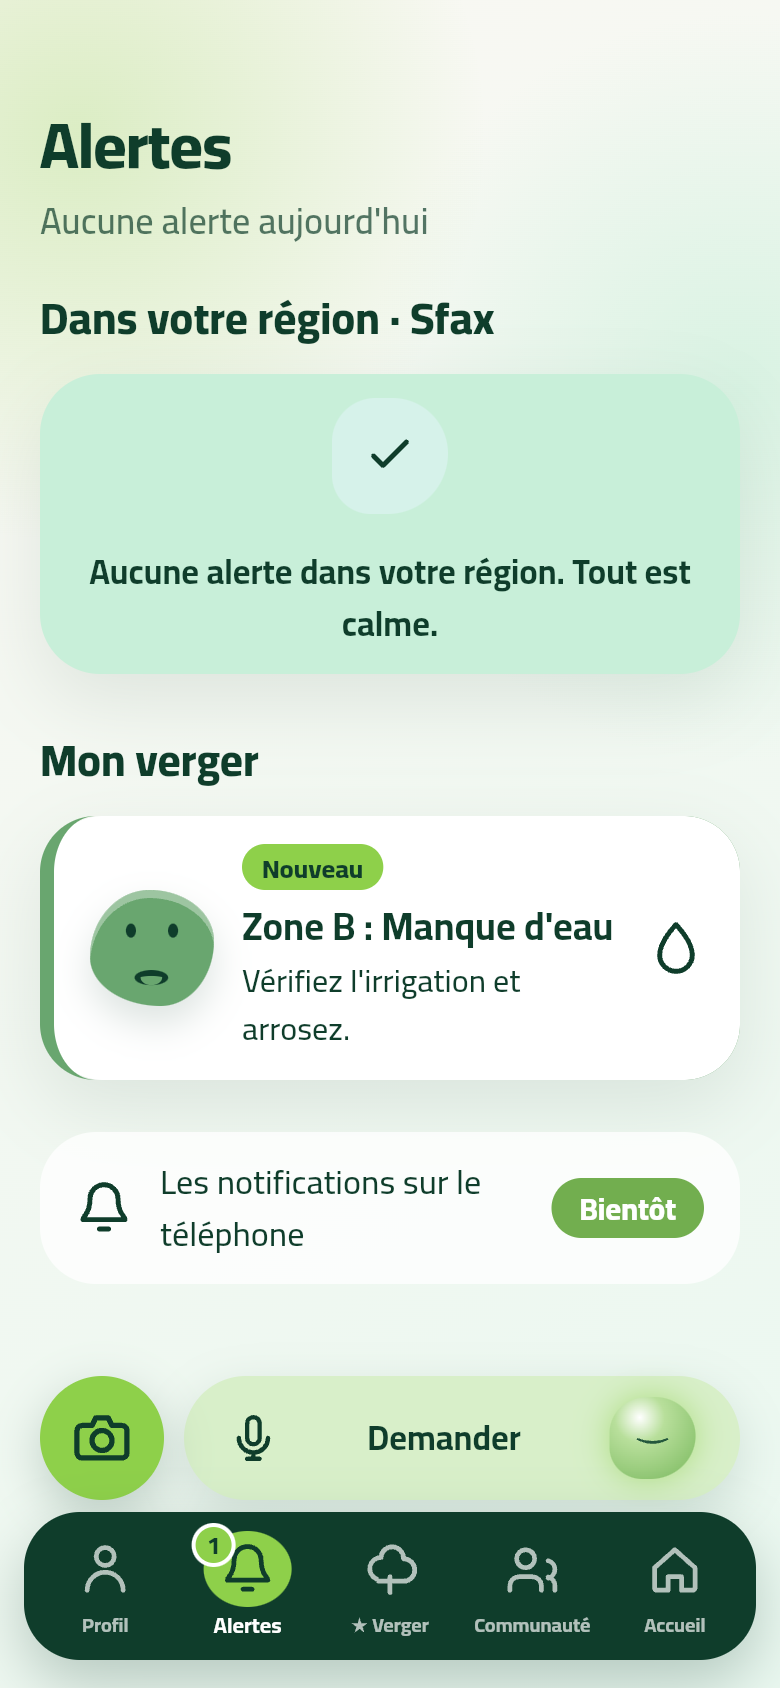 Alertes
Aucune alerte aujourd'hui
Dans votre région · Sfax
Aucune alerte dans votre région. Tout est
calme.
Mon verger
Nouveau
Zone B : Manque d'eau
Vérifiez l'irrigation et
arrosez.
Les notifications sur le
téléphone
Bientôt
Demander
1
Profil
Alertes
★ Verger
Communauté
Accueil